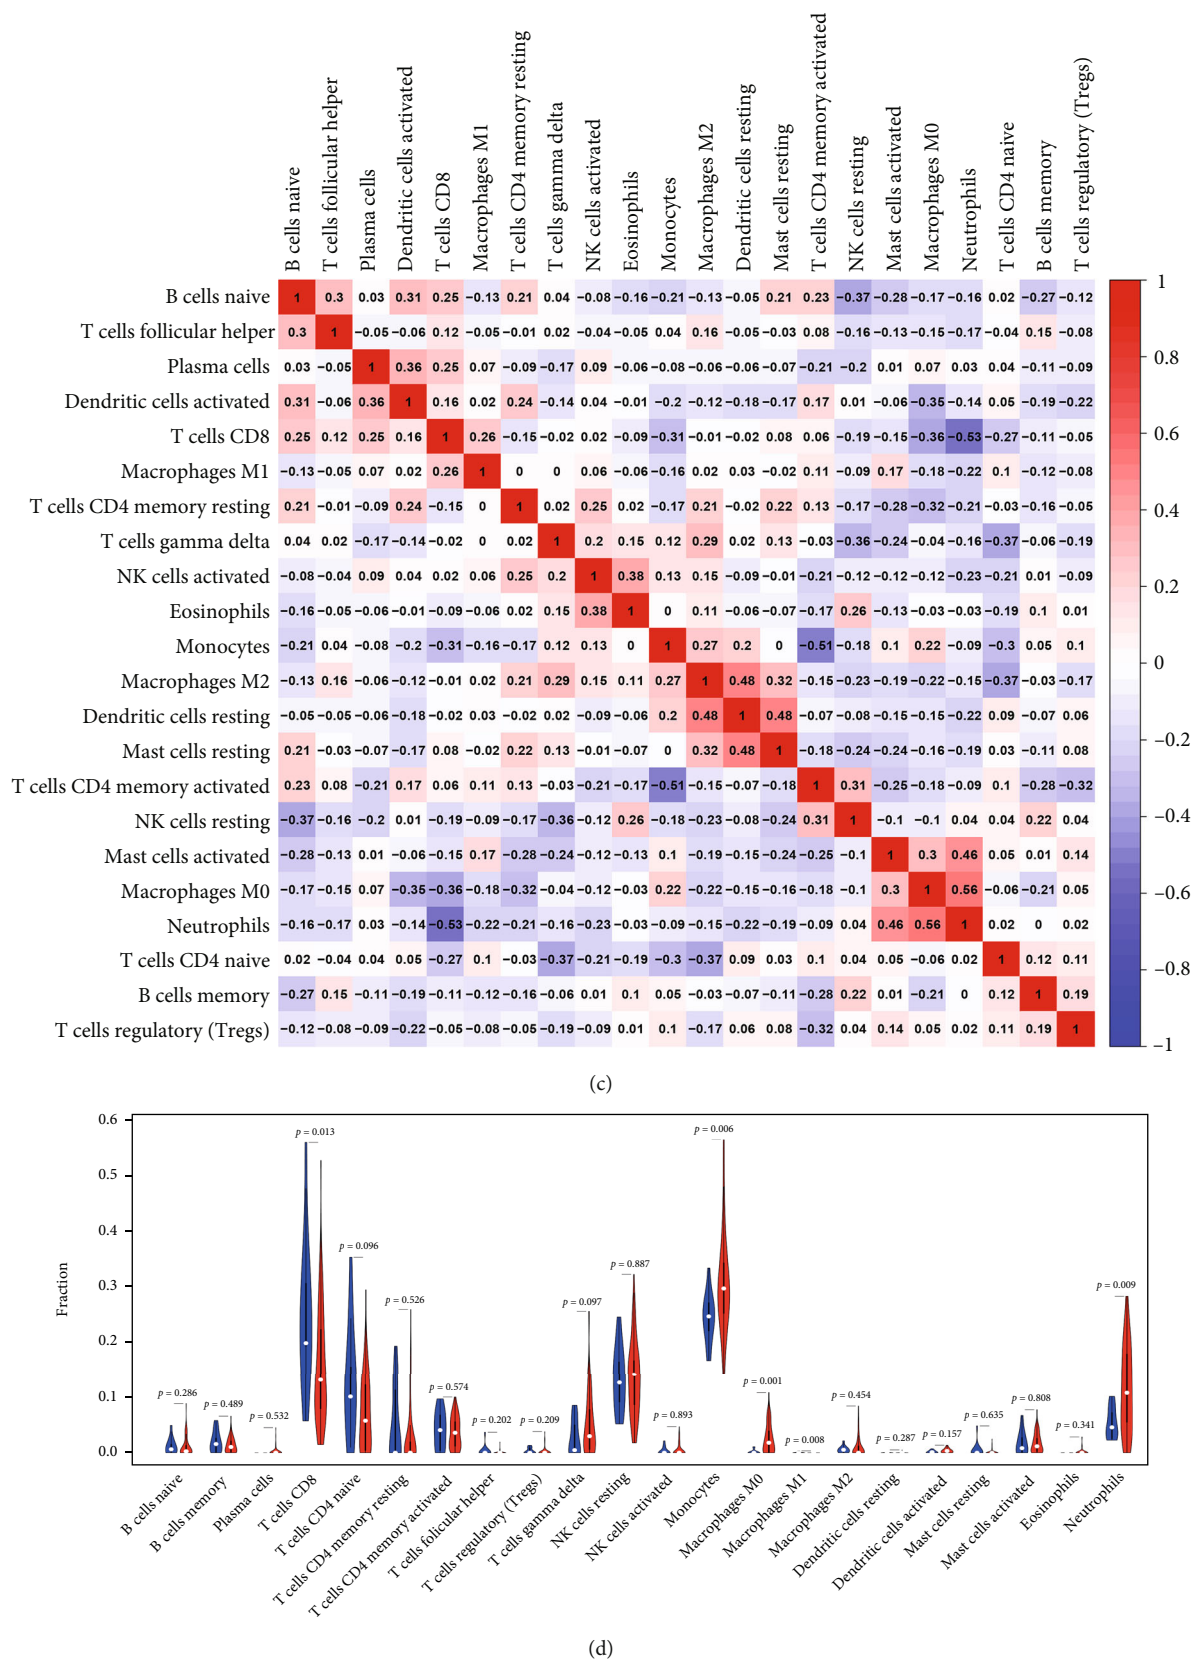 B cells naive
T cells follicular helper
Plasma cells
Dendritic cells activated
T cells CD8
Macrophages M1
T cells CD4 memory resting
T cells gamma delta
NK cells activated
Eosinophils
Monocytes
Macrophages M2
Dendritic cells resting
Mast cells resting
T cells CD4 memory activated
NK cells resting
Mast cells activated
Macrophages M0
Neutrophils
T cells CD4 naive
B cells memory
T cells regulatory (Tregs)
B cells naive 1 0.3 0.03 0.31 0.25 −0.13 0.21 0.04 −0.08 −0.16 −0.21 −0.13 −0.05 0.21 0.23 −0.37 −0.28 −0.17 −0.16 0.02 −0.27 −0.12
T cells follicular helper 0.3 1 −0.05 −0.06 0.12 −0.05 −0.01 0.02 −0.04 −0.05 0.04 0.16 −0.05 −0.03 0.08 −0.16 −0.13 −0.15 −0.17 −0.04 0.15 −0.08
Plasma cells 0.03 −0.05 1 0.36 0.25 0.07 −0.09 −0.17 0.09 −0.06 −0.08 −0.06 −0.06 −0.07 −0.21 −0.2 0.01 0.07 0.03 0.04 −0.11 −0.09
Dendritic cells activated 0.31 −0.06 0.36 1 0.16 0.02 0.24 −0.14 0.04 −0.01 −0.2 −0.12 −0.18 −0.17 0.17 0.01 −0.06 −0.35 −0.14 0.05 −0.19 −0.22
T cells CD8 0.25 0.12 0.25 0.16 1 0.26 −0.15 −0.02 0.02 −0.09 −0.31 −0.01 −0.02 0.08 0.06 −0.19 −0.15 −0.36 −0.53 −0.27 −0.11 −0.05
Macrophages M1 −0.13 −0.05 0.07 0.02 0.26 1 0 0 0.06 −0.06 −0.16 0.02 0.03 −0.02 0.11 −0.09 0.17 −0.18 −0.22 0.1 −0.12 −0.08
T cells CD4 memory resting 0.21 −0.01 −0.09 0.24 −0.15 0 1 0.02 0.25 0.02 −0.17 0.21 −0.02 0.22 0.13 −0.17 −0.28 −0.32 −0.21 −0.03 −0.16 −0.05
T cells gamma delta 0.04 0.02 −0.17 −0.14 −0.02 0 0.02 1 0.2 0.15 0.12 0.29 0.02 0.13 −0.03 −0.36 −0.24 −0.04 −0.16 −0.37 −0.06 −0.19
NK cells activated −0.08 −0.04 0.09 0.04 0.02 0.06 0.25 0.2 1 0.38 0.13 0.15 −0.09 −0.01 −0.21 −0.12 −0.12 −0.12 −0.23 −0.21 0.01 −0.09
Eosinophils −0.16 −0.05 −0.06 −0.01 −0.09 −0.06 0.02 0.15 0.38 1 0 0.11 −0.06 −0.07 −0.17 0.26 −0.13 −0.03 −0.03 −0.19 0.1 0.01
Monocytes −0.21 0.04 −0.08 −0.2 −0.31 −0.16 −0.17 0.12 0.13 0 1 0.27 0.2 0 −0.51 −0.18 0.1 0.22 −0.09 −0.3 0.05 0.1
Macrophages M2 −0.13 0.16 −0.06 −0.12 −0.01 0.02 0.21 0.29 0.15 0.11 0.27 1 0.48 0.32 −0.15 −0.23 −0.19 −0.22 −0.15 −0.37 −0.03 −0.17
Dendritic cells resting −0.05 −0.05 −0.06 −0.18 −0.02 0.03 −0.02 0.02 −0.09 −0.06 0.2 0.48 1 0.48 −0.07 −0.08 −0.15 −0.15 −0.22 0.09 −0.07 0.06
Mast cells resting 0.21 −0.03 −0.07 −0.17 0.08 −0.02 0.22 0.13 −0.01 −0.07 0 0.32 0.48 1 −0.18 −0.24 −0.24 −0.16 −0.19 0.03 −0.11 0.08
T cells CD4 memory activated 0.23 0.08 −0.21 0.17 0.06 0.11 0.13 −0.03 −0.21 −0.17 −0.51 −0.15 −0.07 −0.18 1 0.31 −0.25 −0.18 −0.09 0.1 −0.28 −0.32
NK cells resting −0.37 −0.16 −0.2 0.01 −0.19 −0.09 −0.17 −0.36 −0.12 0.26 −0.18 −0.23 −0.08 −0.24 0.31 1 −0.1 −0.1 0.04 0.04 0.22 0.04
Mast cells activated −0.28 −0.13 0.01 −0.06 −0.15 0.17 −0.28 −0.24 −0.12 −0.13 0.1 −0.19 −0.15 −0.24 −0.25 −0.1 1 0.3 0.46 0.05 0.01 0.14
Macrophages M0 −0.17 −0.15 0.07 −0.35 −0.36 −0.18 −0.32 −0.04 −0.12 −0.03 0.22 −0.22 −0.15 −0.16 −0.18 −0.1 0.3 1 0.56 −0.06 −0.21 0.05
Neutrophils −0.16 −0.17 0.03 −0.14 −0.53 −0.22 −0.21 −0.16 −0.23 −0.03 −0.09 −0.15 −0.22 −0.19 −0.09 0.04 0.46 0.56 1 0.02 0 0.02
T cells CD4 naive 0.02 −0.04 0.04 0.05 −0.27 0.1 −0.03 −0.37 −0.21 −0.19 −0.3 −0.37 0.09 0.03 0.1 0.04 0.05 −0.06 0.02 1 0.12 0.11
B cells memory −0.27 0.15 −0.11 −0.19 −0.11 −0.12 −0.16 −0.06 0.01 0.1 0.05 −0.03 −0.07 −0.11 −0.28 0.22 0.01 −0.21 0 0.12 1 0.19
T cells regulatory (Tregs) −0.12 −0.08 −0.09 −0.22 −0.05 −0.08 −0.05 −0.19 −0.09 0.01 0.1 −0.17 0.06 0.08 −0.32 0.04 0.14 0.05 0.02 0.11 0.19 1
1
0.8
0.6
0.4
0.2
0
−0.2
−0.4
−0.6
−0.8
−1
(c)
Fraction
0.6
0.5
0.4
0.3
0.2
0.1
0.0
p = 0.286
p = 0.489
p = 0.532
p = 0.013
p = 0.096
p = 0.526
p = 0.574
p = 0.202
p = 0.209
p = 0.097
p = 0.887
p = 0.893
p = 0.006
p = 0.001
p = 0.008
p = 0.454
p = 0.287
p = 0.157
p = 0.635
p = 0.808
p = 0.341
p = 0.009
B cells naive
B cells memory
Plasma cells
T cells CD8
T cells CD4 naive
T cells CD4 memory resting
T cells CD4 memory activated
T cells folicular helper
T cells regulatory (Tregs)
T cells gamma delta
NK cells resting
NK cells activated
Monocytes
Macrophages M0
Macrophages M1
Macrophages M2
Dendritic cells resting
Dendritic cells activated
Mast cells resting
Mast cells activated
Eosinophils
Neutrophils
(d)